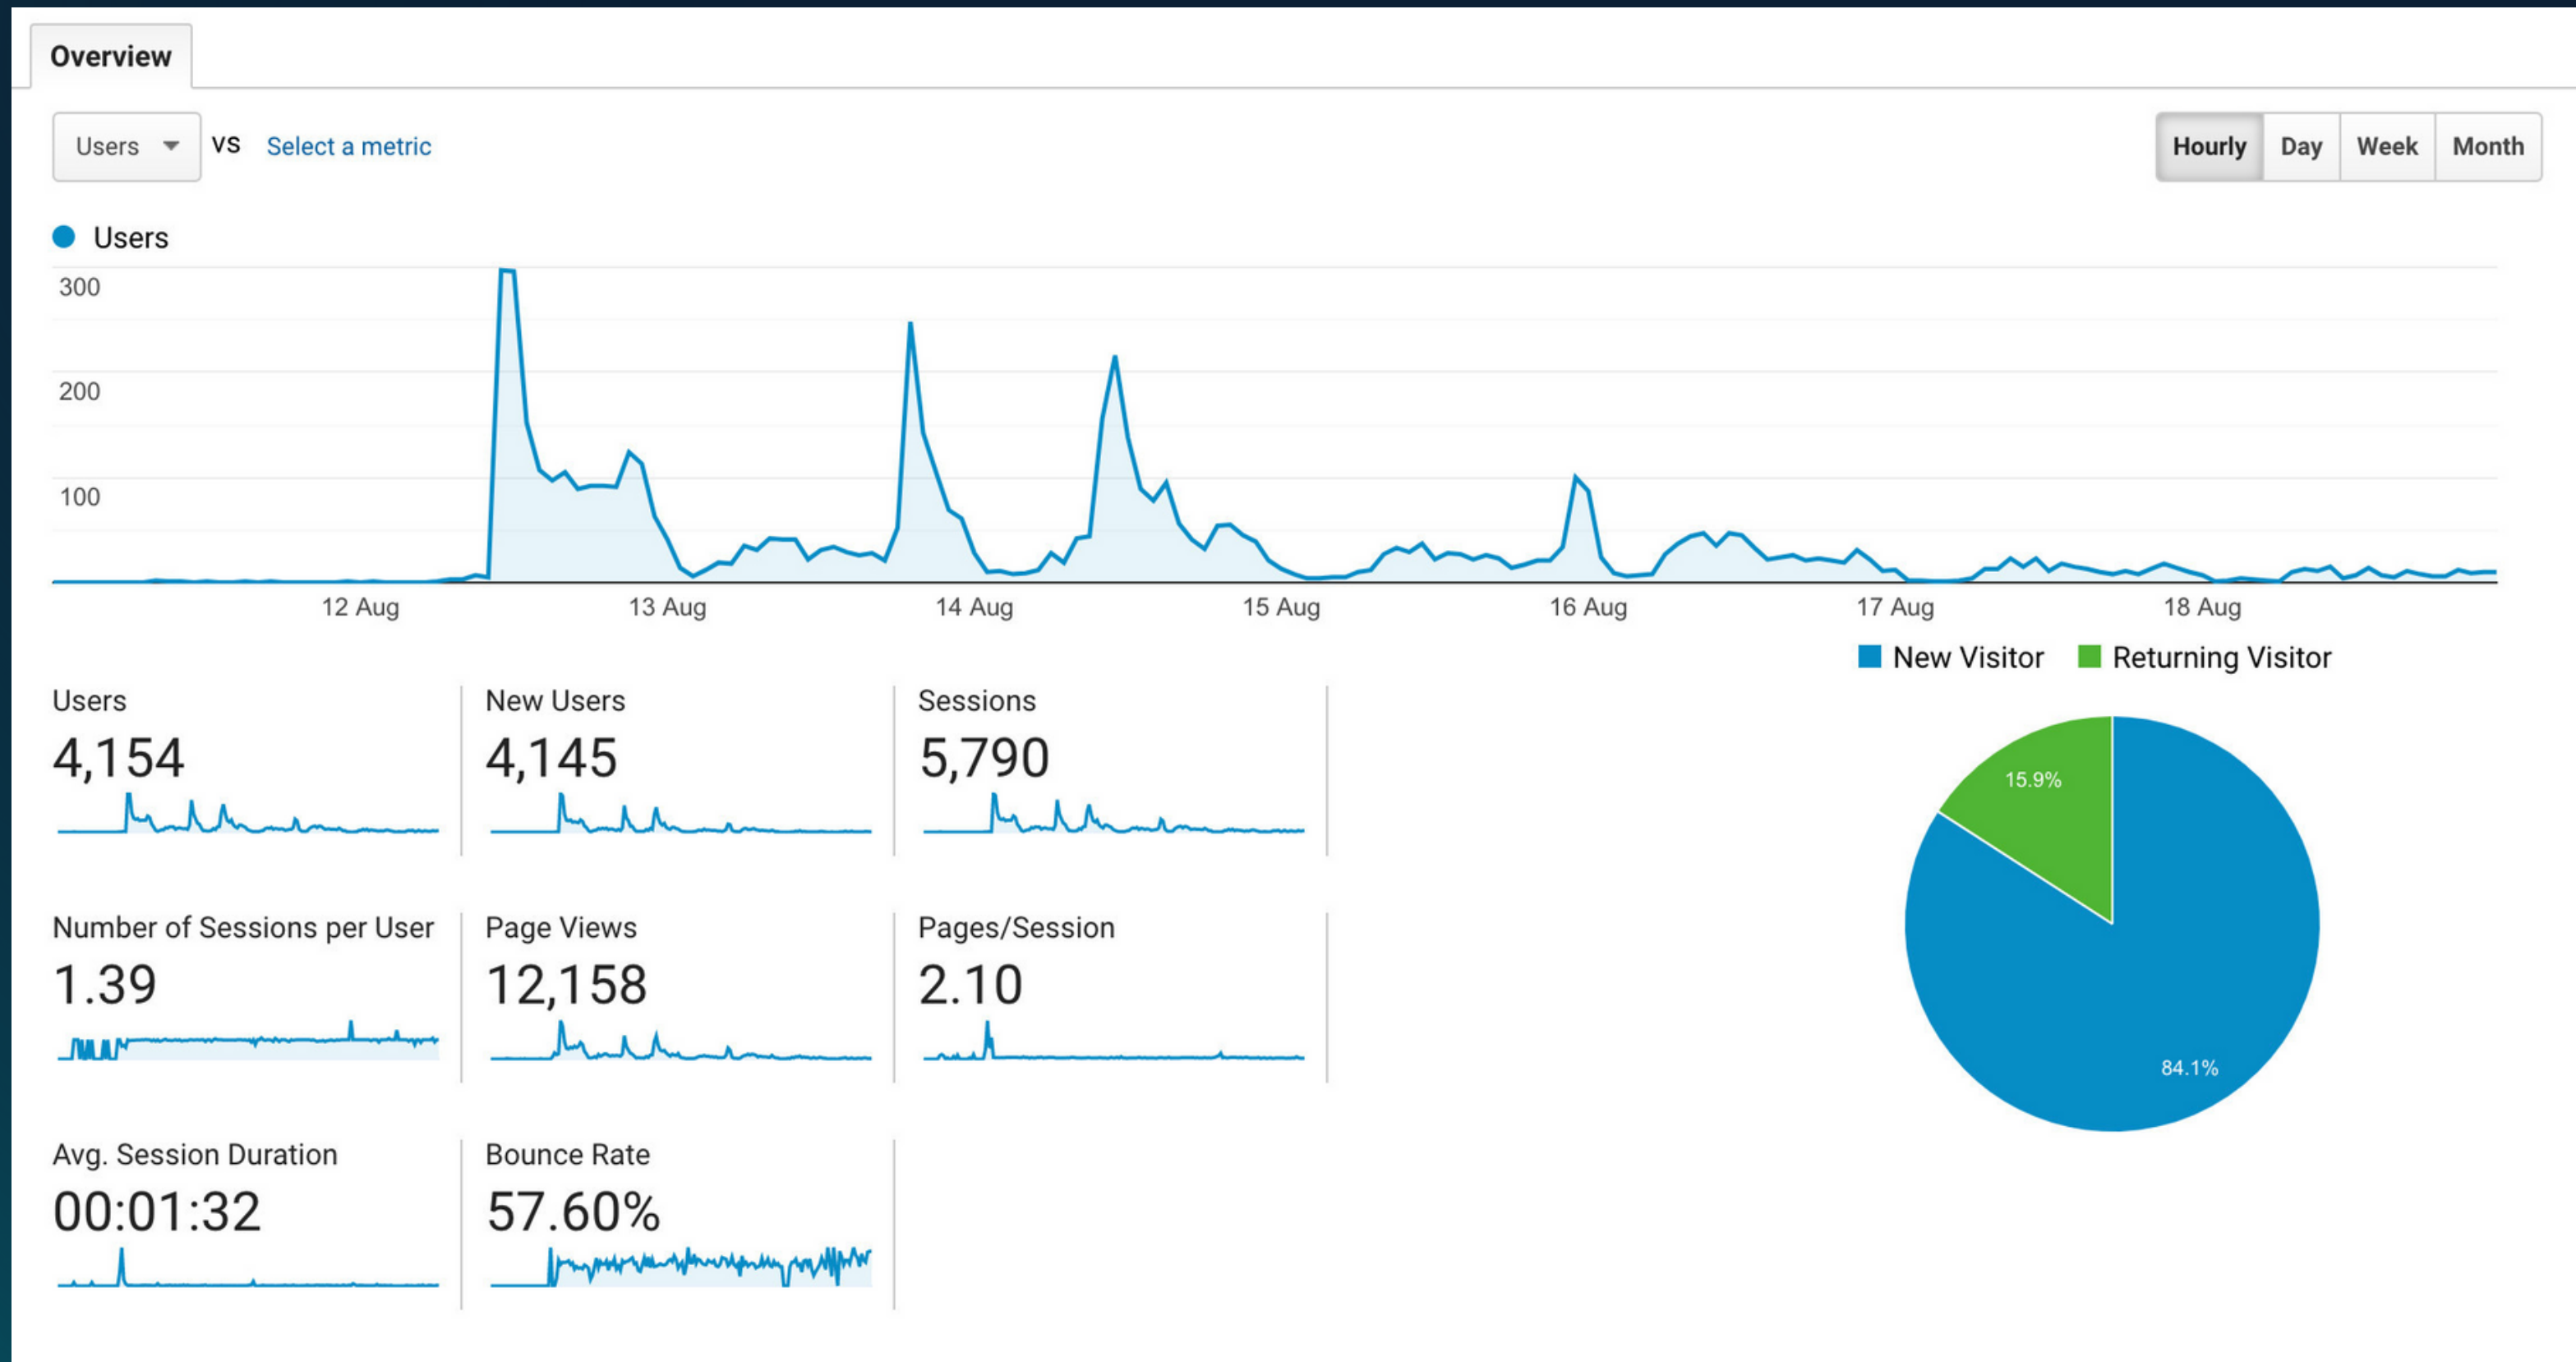 Overview
Users vs Select a metric
Hourly Day Week Month
Users
300
200
100
12 Aug 13 Aug 14 Aug 15 Aug 16 Aug 17 Aug 18 Aug
New Visitor Returning Visitor
Users
4,154
New Users
4,145
Sessions
5,790
Number of Sessions per User
1.39
Page Views
12,158
Pages/Session
2.10
Avg. Session Duration
00:01:32
Bounce Rate
57.60%
15.9%
84.1%